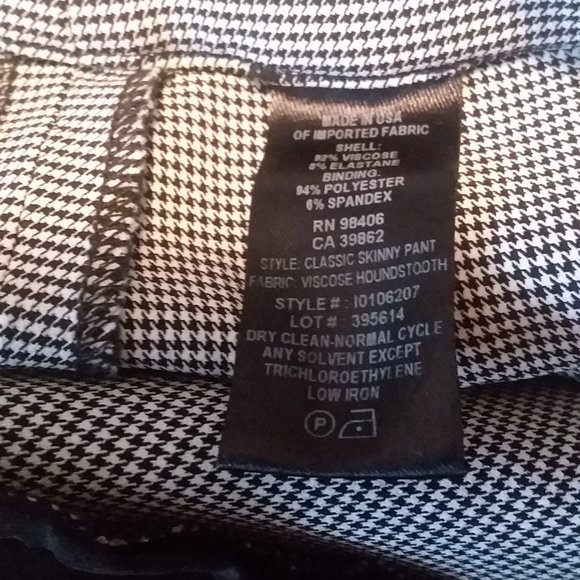 MADE IN USA
OF IMPORTED FABRIC
SHELL:
92% VISCOSE
8% ELASTANE
BINDING:
94% POLYESTER
6% SPANDEX
RN 98406
CA 39862
STYLE: CLASSIC SKINNY PANT
FABRIC: VISCOSE HOUNDSTOOTH
STYLE # : I0106207
LOT # : 395614
DRY CLEAN-NORMAL CYCLE
ANY SOLVENT EXCEPT
TRICHLOROETHYLENE
LOW IRON
P